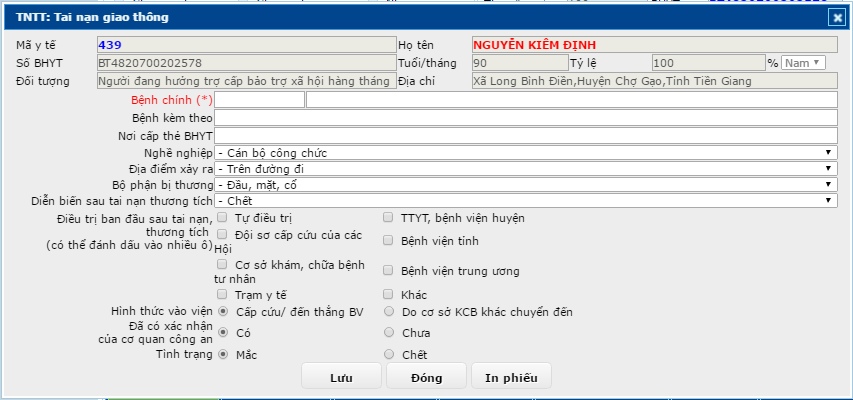 TNTT: Tai nạn giao thông
Mã y tế 439 Họ tên NGUYỄN KIÊM ĐỊNH
Số BHYT BT4820700202578 Tuổi/tháng 90 Tỷ lệ 100 % Nam
Đối tượng Người đang hưởng trợ cấp bảo trợ xã hội hàng tháng Địa chỉ Xã Long Bình Điền,Huyện Chợ Gạo,Tỉnh Tiền Giang
Bệnh chính (*)
Bệnh kèm theo
Nơi cấp thẻ BHYT
Nghề nghiệp - Cán bộ công chức
Địa điểm xảy ra - Trên đường đi
Bộ phận bị thương - Đầu, mặt, cổ
Diễn biến sau tai nạn thương tích - Chết
Điều trị ban đầu sau tai nạn, thương tích (có thể đánh dấu vào nhiều ô)
Tự điều trị TTYT, bệnh viện huyện
Đội sơ cấp cứu của các Hội Bệnh viện tỉnh
Cơ sở khám, chữa bệnh tư nhân Bệnh viện trung ương
Trạm y tế Khác
Hình thức vào viện Cấp cứu/ đến thẳng BV Do cơ sở KCB khác chuyển đến
Đã có xác nhận của cơ quan công an Có Chưa
Tình trạng Mắc Chết
Lưu Đóng In phiếu